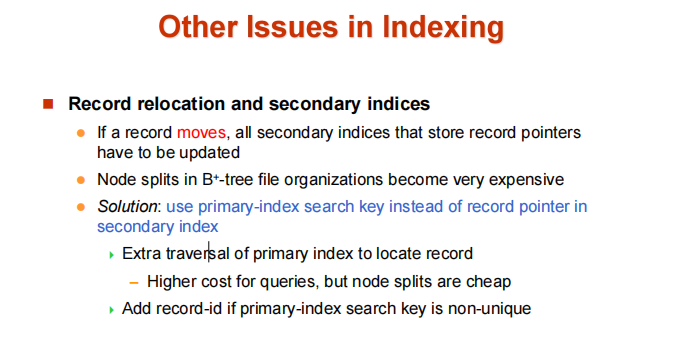 Other Issues in Indexing
Record relocation and secondary indices
If a record moves, all secondary indices that store record pointers
have to be updated
Node splits in B⁺-tree file organizations become very expensive
Solution: use primary-index search key instead of record pointer in
secondary index
Extra traversal of primary index to locate record
– Higher cost for queries, but node splits are cheap
Add record-id if primary-index search key is non-unique